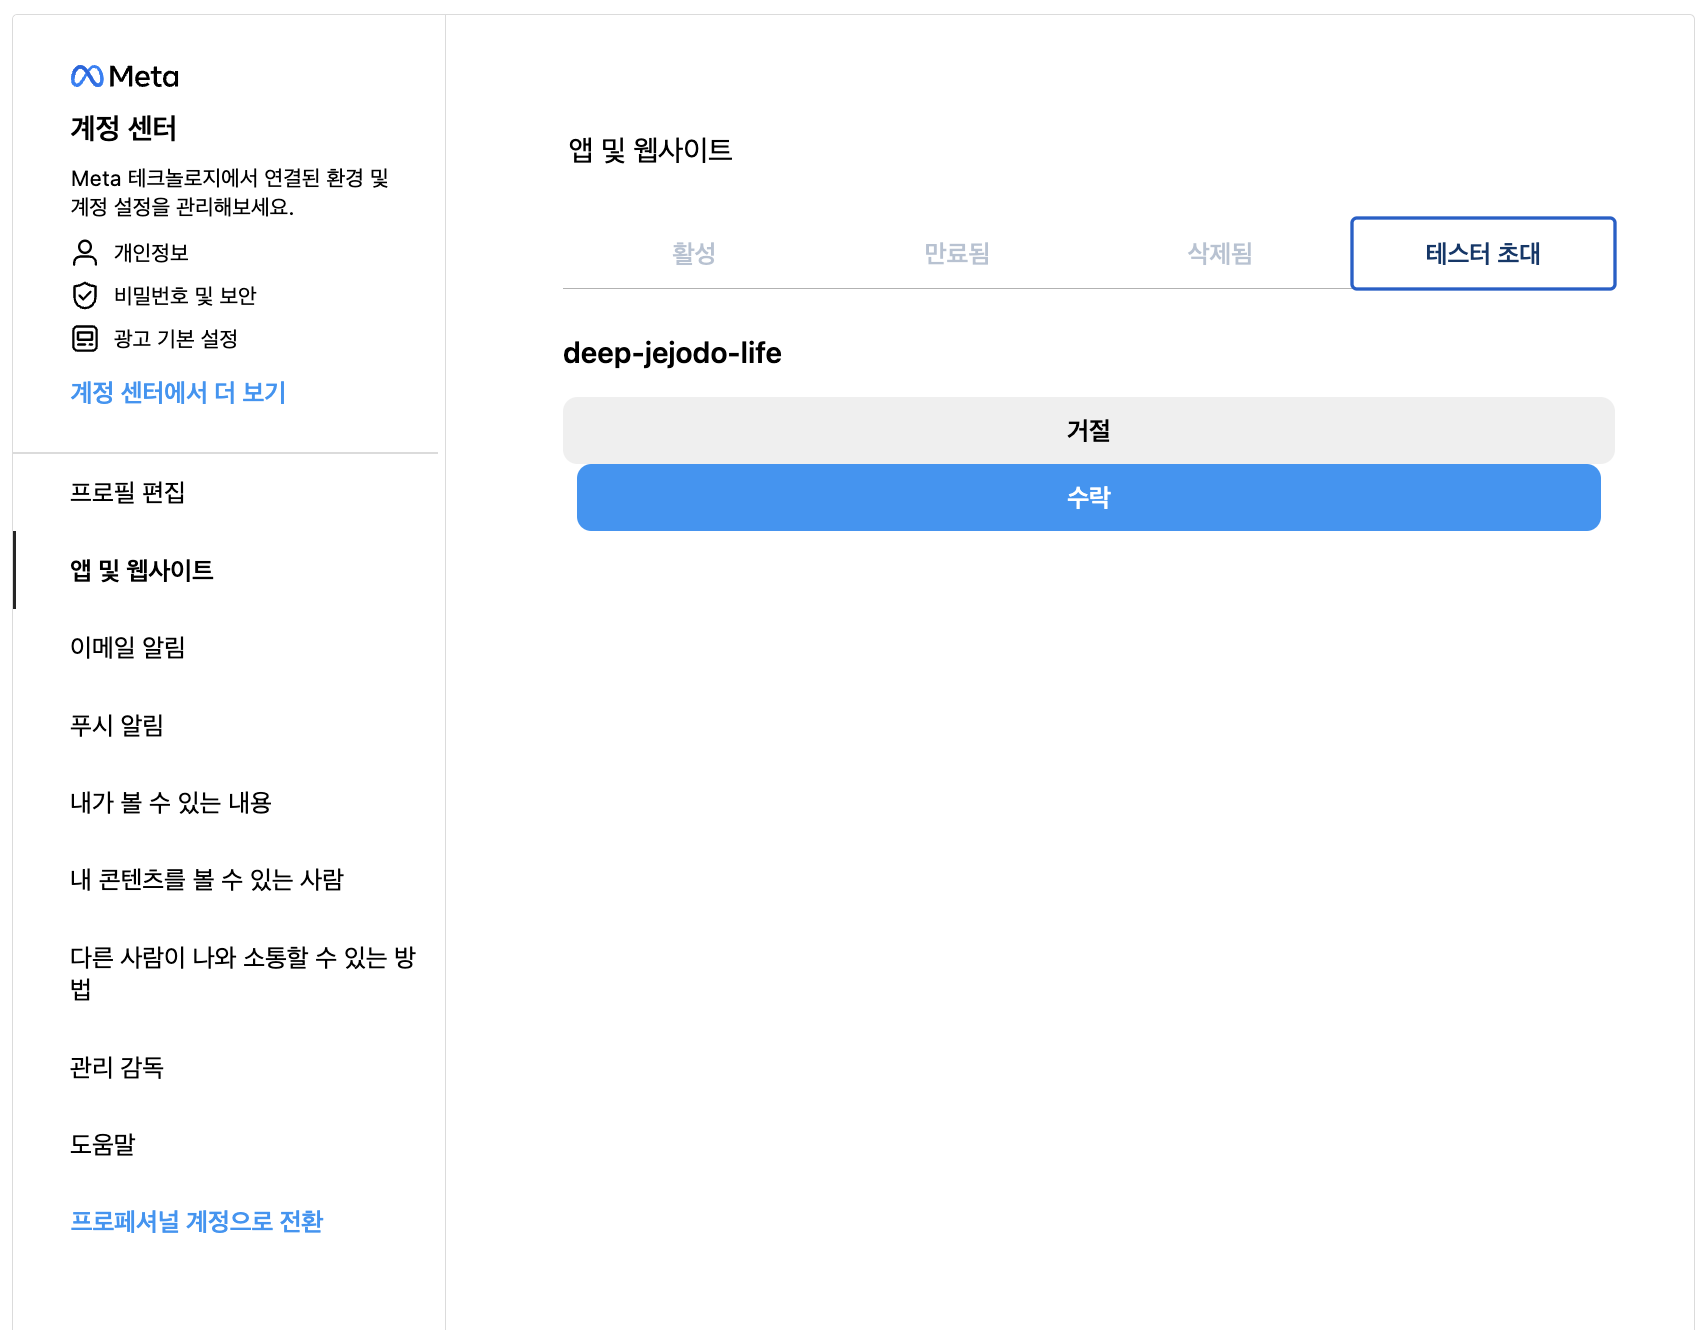 Meta
계정 센터
Meta 테크놀로지에서 연결된 환경 및
계정 설정을 관리해보세요.
개인정보
비밀번호 및 보안
광고 기본 설정
계정 센터에서 더 보기
프로필 편집
앱 및 웹사이트
이메일 알림
푸시 알림
내가 볼 수 있는 내용
내 콘텐츠를 볼 수 있는 사람
다른 사람이 나와 소통할 수 있는 방
법
관리 감독
도움말
프로페셔널 계정으로 전환
앱 및 웹사이트
활성 만료됨 삭제됨 테스터 초대
deep-jejodo-life
거절
수락